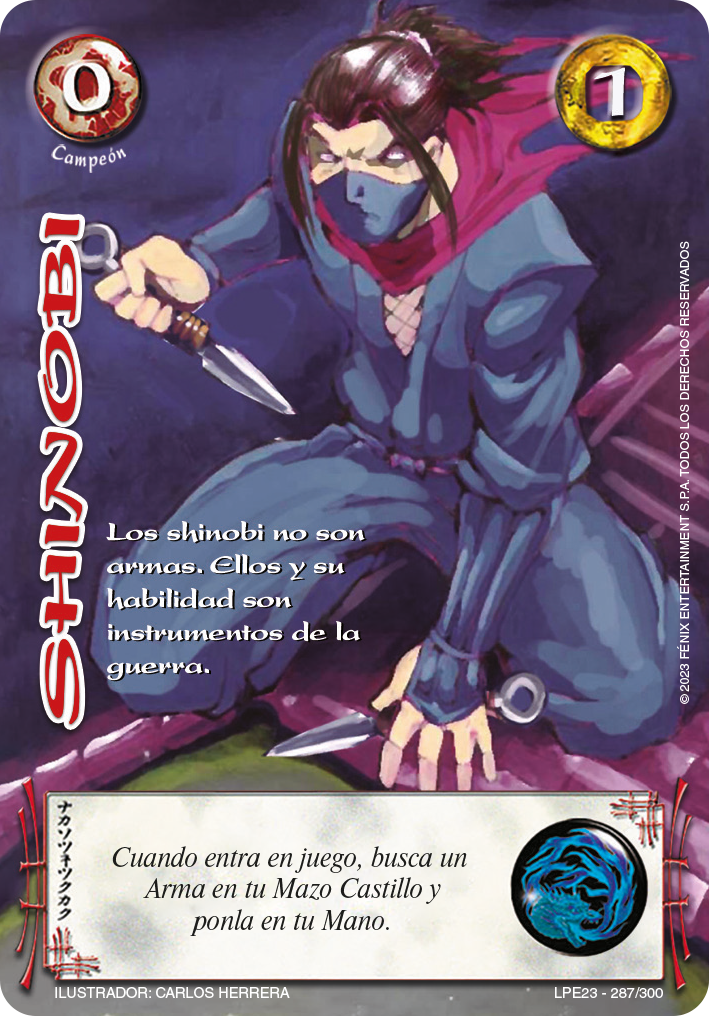 0
1
Campeón
SHINOBI
Los shinobi no son
armas. Ellos y su
habilidad son
instrumentos de la
guerra.
© 2023 FÉNIX ENTERTAINMENT S.P.A. TODOS LOS DERECHOS RESERVADOS
ナカソツォツクカク
Cuando entra en juego, busca un
Arma en tu Mazo Castillo y
ponla en tu Mano.
ILUSTRADOR: CARLOS HERRERA
LPE23 - 287/300